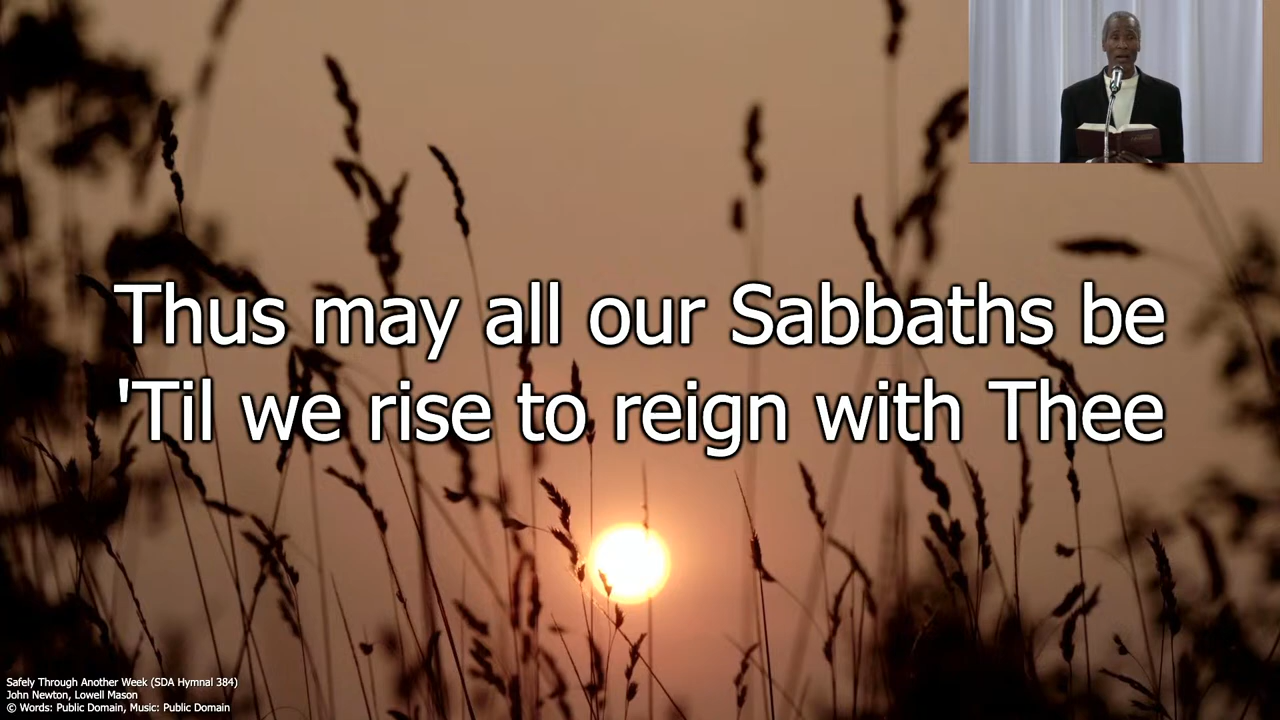 Thus may all our Sabbaths be
'Til we rise to reign with Thee
Safely Through Another Week (SDA Hymnal 384)
John Newton, Lowell Mason
© Words: Public Domain, Music: Public Domain